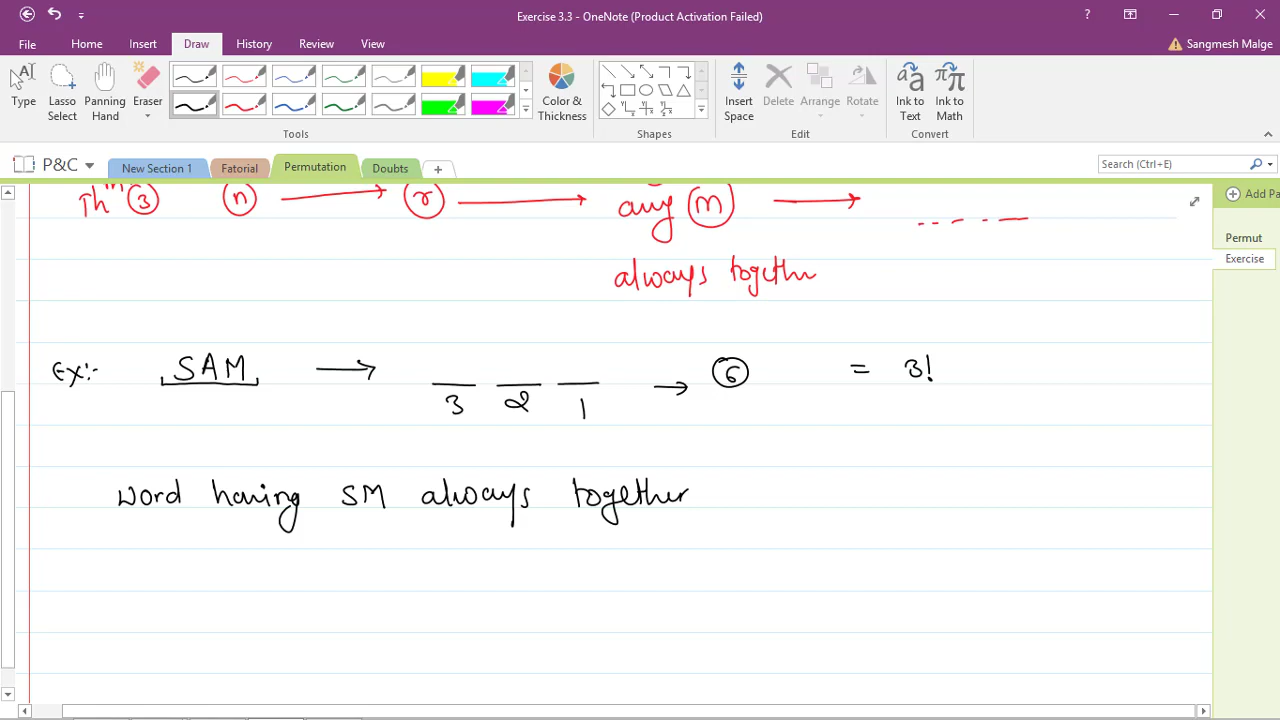 Exercise 3.3 - OneNote (Product Activation Failed)
File Home Insert Draw History Review View Sangmesh Malge
Type Lasso Select Panning Hand Eraser Color & Thickness Insert Space Delete Arrange Rotate Ink to Text Ink to Math
Tools Shapes Edit Convert
P&C New Section 1 Fatorial Permutation Doubts Search (Ctrl+E)
Add Pa
Permut
Exercise
Thm 3 n → r → any m →
always togethe
Ex:- SAM → 3 2 1 → 6 = 3!
word having SM always together